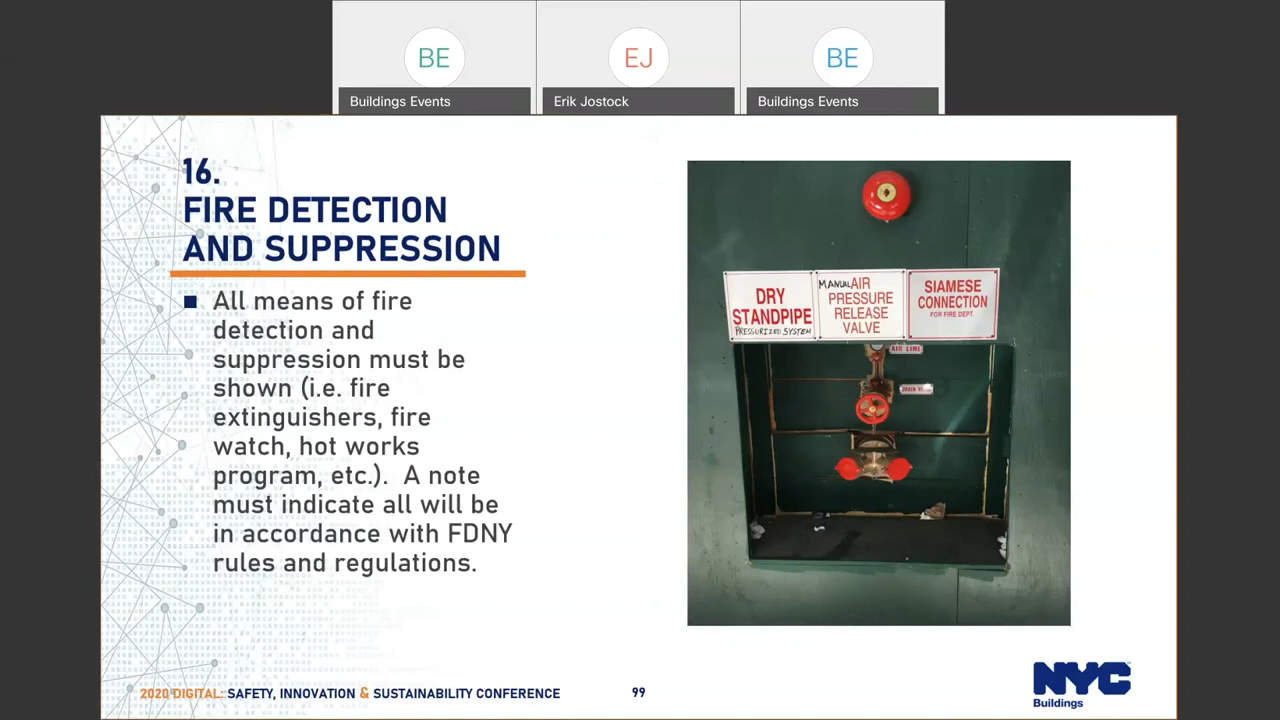 BE
EJ
BE
Buildings Events
Erik Jostock
Buildings Events
16.
FIRE DETECTION
AND SUPPRESSION
■ All means of fire
detection and
suppression must be
shown (i.e. fire
extinguishers, fire
watch, hot works
program, etc.). A note
must indicate all will be
in accordance with FDNY
rules and regulations.
DRY
STANDPIPE
PRESSURIZED SYSTEM
MANUAL AIR
PRESSURE
RELEASE
VALVE
SIAMESE
CONNECTION
FOR FIRE DEPT.
AIR LINE
2020 DIGITAL: SAFETY, INNOVATION & SUSTAINABILITY CONFERENCE
99
NYC
Buildings